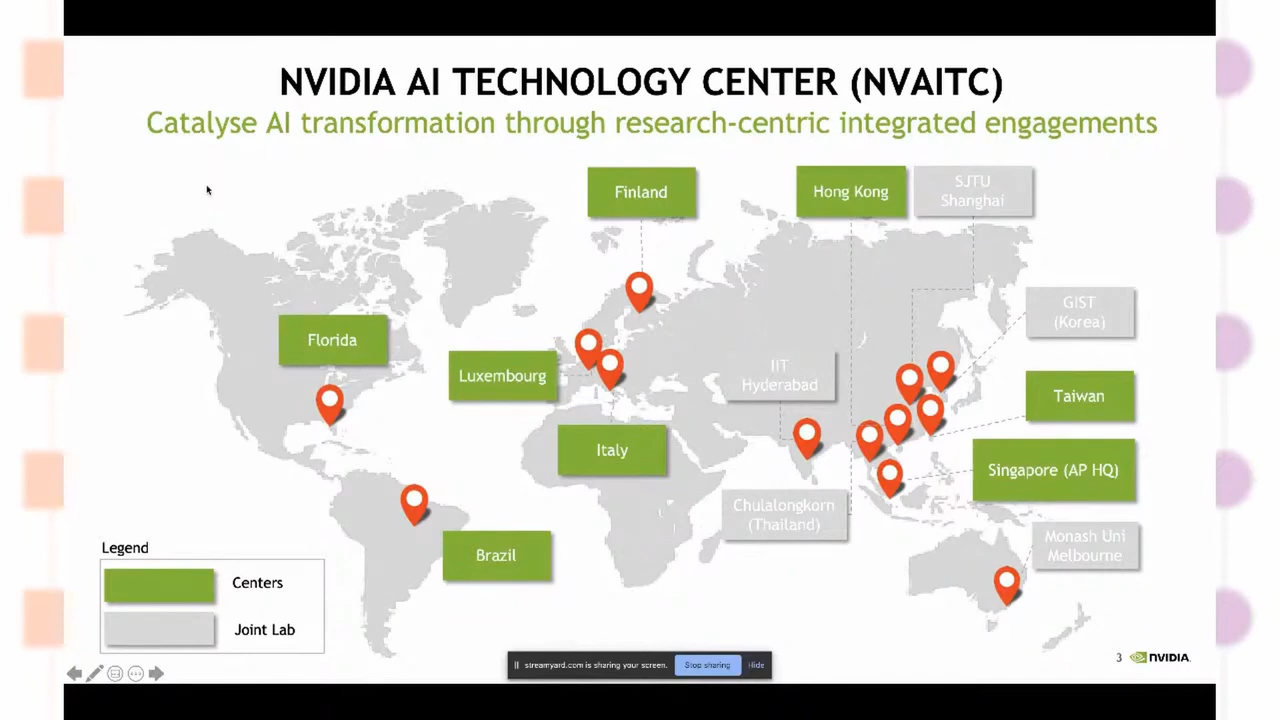 NVIDIA AI TECHNOLOGY CENTER (NVAITC)
Catalyse AI transformation through research-centric integrated engagements
Finland
Hong Kong
SJTU
Shanghai
GIST
(Korea)
Florida
Luxembourg
IIT
Hyderabad
Taiwan
Italy
Singapore (AP HQ)
Chulalongkorn
(Thailand)
Monash Uni
Melbourne
Brazil
Legend
Centers
Joint Lab
streamyard.com is sharing your screen.
Stop sharing
Hide
3
NVIDIA.